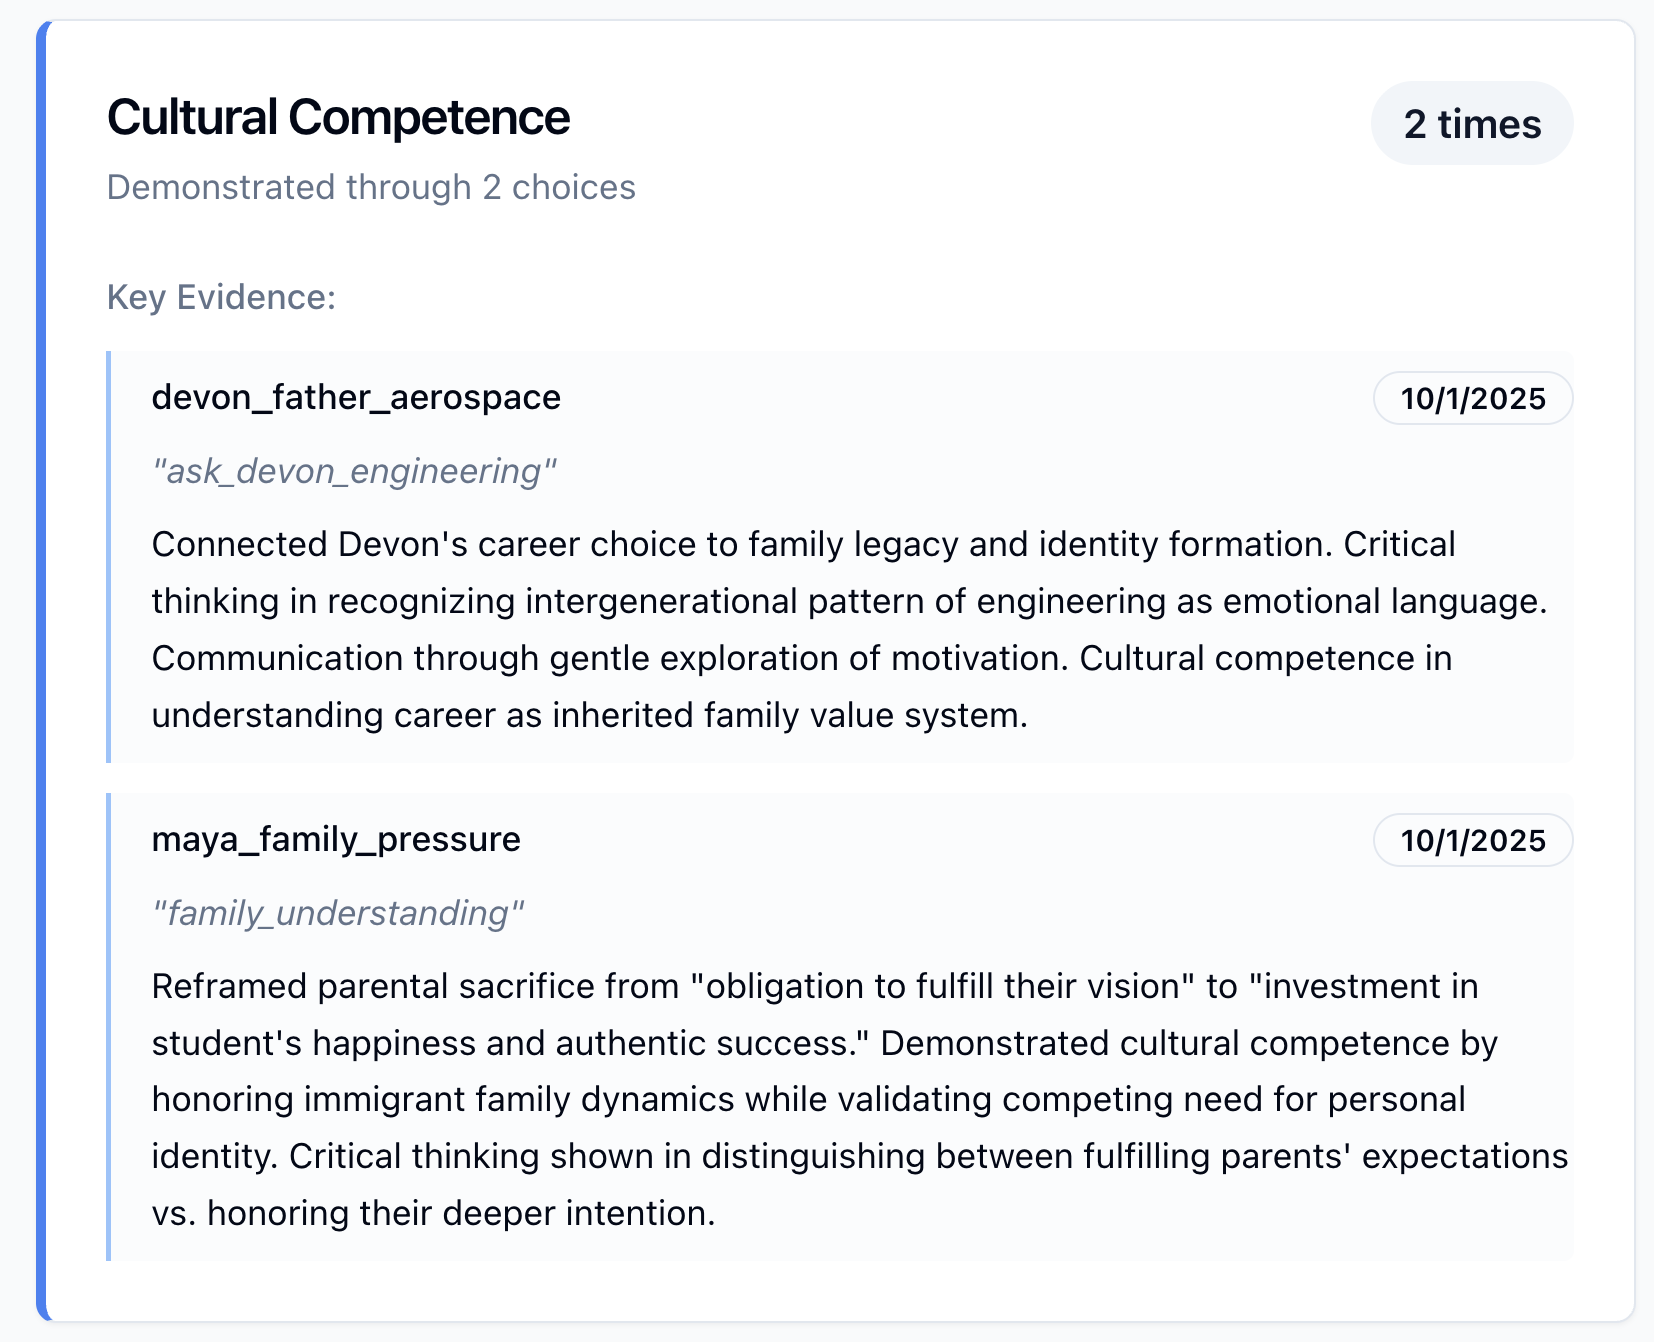 Cultural Competence
2 times
Demonstrated through 2 choices
Key Evidence:
devon_father_aerospace
10/1/2025
"ask_devon_engineering"
Connected Devon's career choice to family legacy and identity formation. Critical
thinking in recognizing intergenerational pattern of engineering as emotional language.
Communication through gentle exploration of motivation. Cultural competence in
understanding career as inherited family value system.
maya_family_pressure
10/1/2025
"family_understanding"
Reframed parental sacrifice from "obligation to fulfill their vision" to "investment in
student's happiness and authentic success." Demonstrated cultural competence by
honoring immigrant family dynamics while validating competing need for personal
identity. Critical thinking shown in distinguishing between fulfilling parents' expectations
vs. honoring their deeper intention.